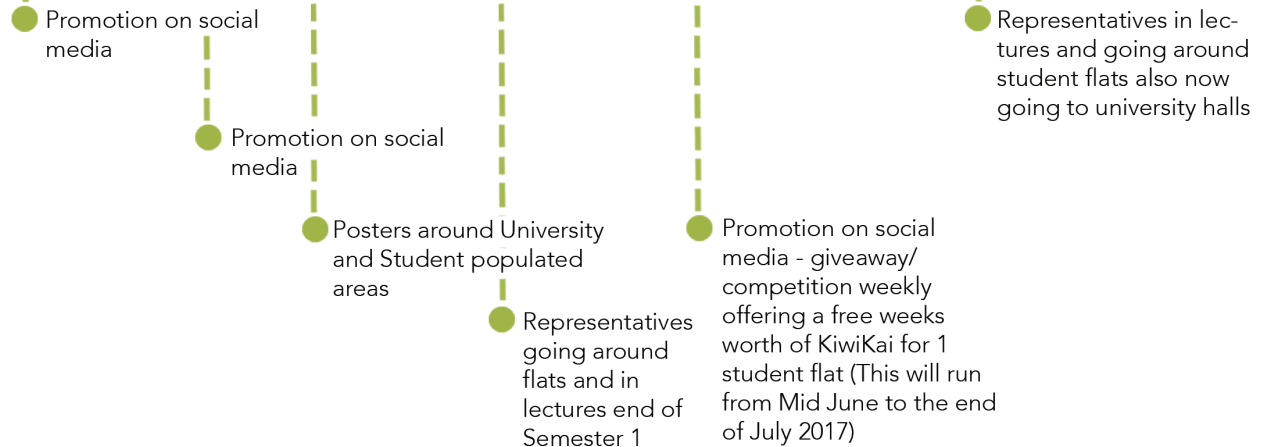 Promotion on social
media
Promotion on social
media
Posters around University
and Student populated
areas
Representatives
going around
flats and in
lectures end of
Semester 1
Promotion on social
media - giveaway/
competition weekly
offering a free weeks
worth of KiwiKai for 1
student flat (This will run
from Mid June to the end
of July 2017)
Representatives in lec-
tures and going around
student flats also now
going to university halls